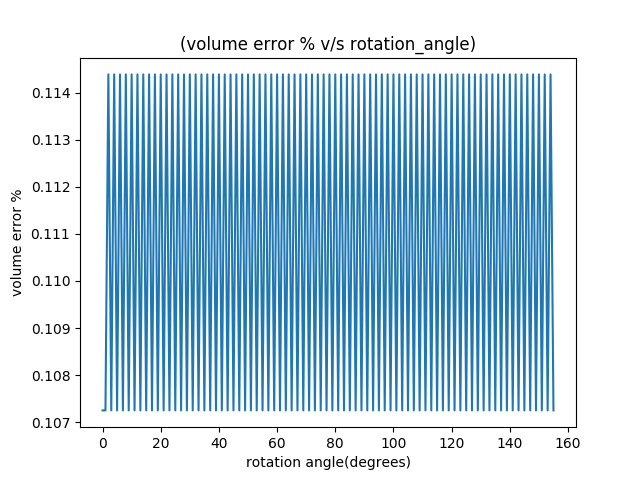 (volume error % v/s rotation_angle)
0.114
0.113
0.112
0.111
0.110
0.109
0.108
0.107
volume error %
0 20 40 60 80 100 120 140 160
rotation angle(degrees)